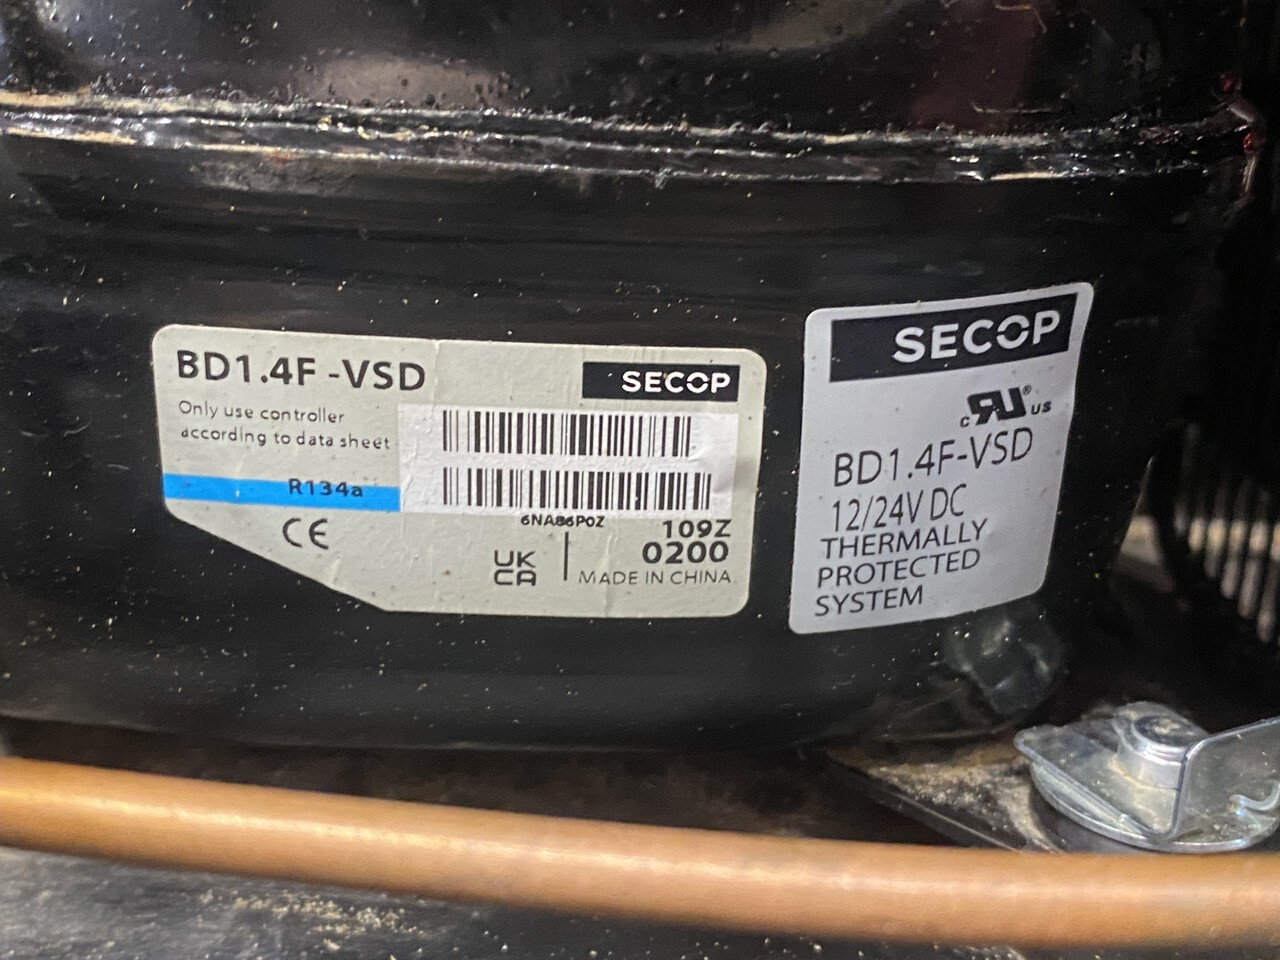 BD1.4F -VSD
SECOP
Only use controller
according to data sheet
R134a
CE
6NA86P0Z
109Z
0200
UK
CA
MADE IN CHINA
SECOP
c RU ® US
BD1.4F-VSD
12/24V DC
THERMALLY
PROTECTED
SYSTEM